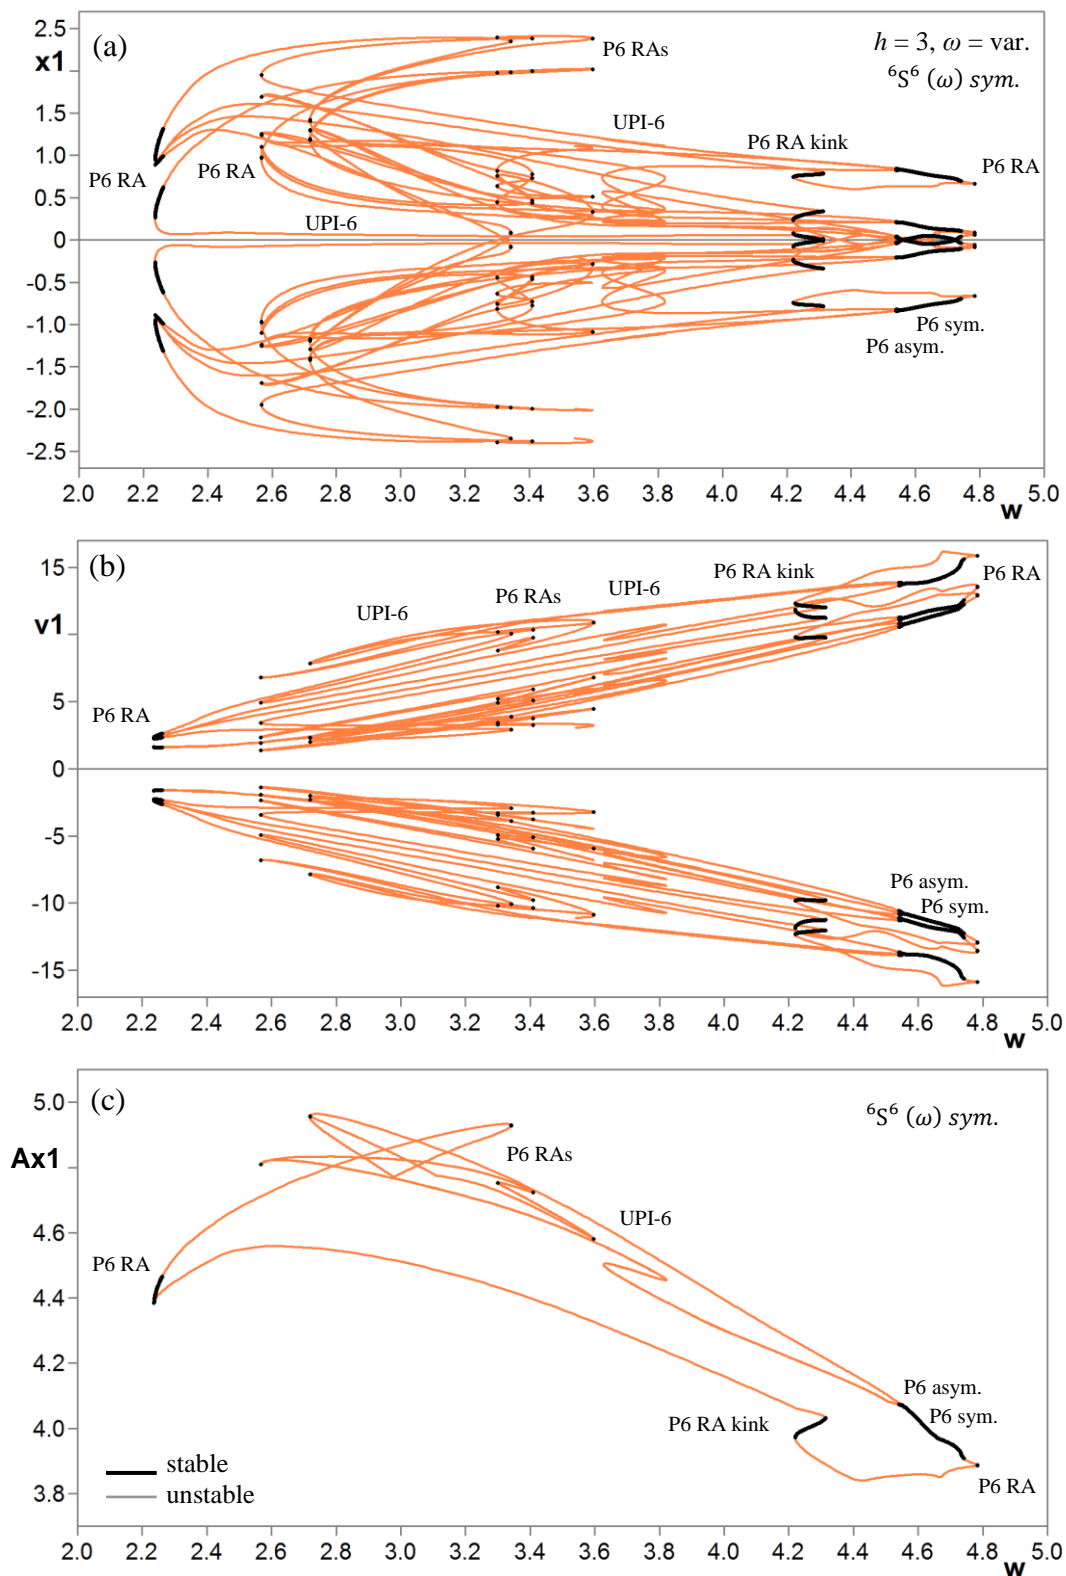 (a)
h = 3, ω = var.
⁶S⁶ (ω) sym.
x1
2.5
1.5
1.0
0.5
0
-0.5
-1.0
-1.5
-2.0
-2.5
P6 RAs
UPI-6
P6 RA kink
P6 RA
P6 RA
P6 RA
UPI-6
P6 sym.
P6 asym.
2.0 2.2 2.4 2.6 2.8 3.0 3.2 3.4 3.6 3.8 4.0 4.2 4.4 4.6 4.8 5.0
w
(b)
v1
15
10
5
0
-5
-10
-15
UPI-6
P6 RAs
UPI-6
P6 RA kink
P6 RA
P6 RA
P6 asym.
P6 sym.
2.0 2.2 2.4 2.6 2.8 3.0 3.2 3.4 3.6 3.8 4.0 4.2 4.4 4.6 4.8 5.0
w
(c)
⁶S⁶ (ω) sym.
Ax1
5.0
4.6
4.4
4.2
4.0
3.8
P6 RAs
UPI-6
P6 RA
P6 asym.
P6 sym.
P6 RA kink
P6 RA
stable
unstable
2.0 2.2 2.4 2.6 2.8 3.0 3.2 3.4 3.6 3.8 4.0 4.2 4.4 4.6 4.8 5.0
w